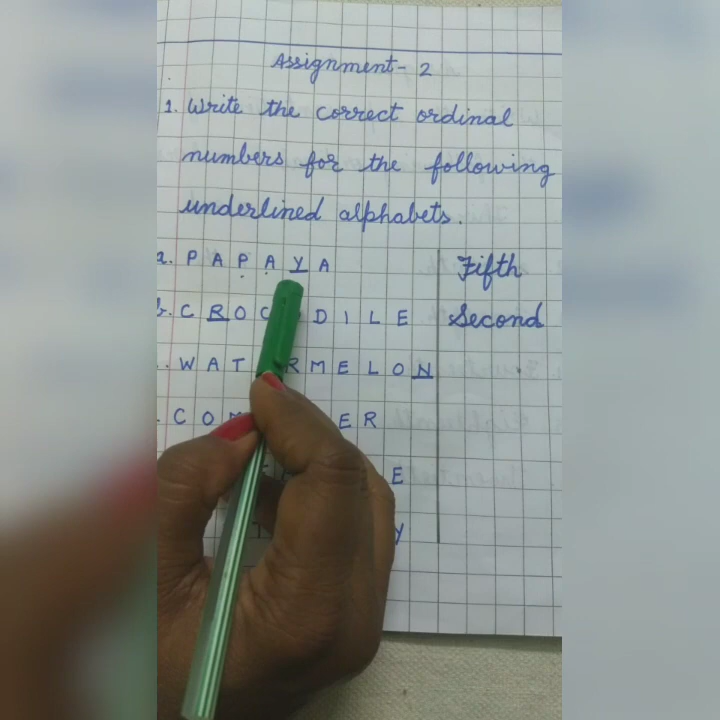 Assignment- 2
1. Write the correct ordinal
numbers for the following
underlined alphabets.
a. P A P A Y A Fifth
b. C R O C D I L E Second
. W A T R M E L O N
. C O M E R
E
Y